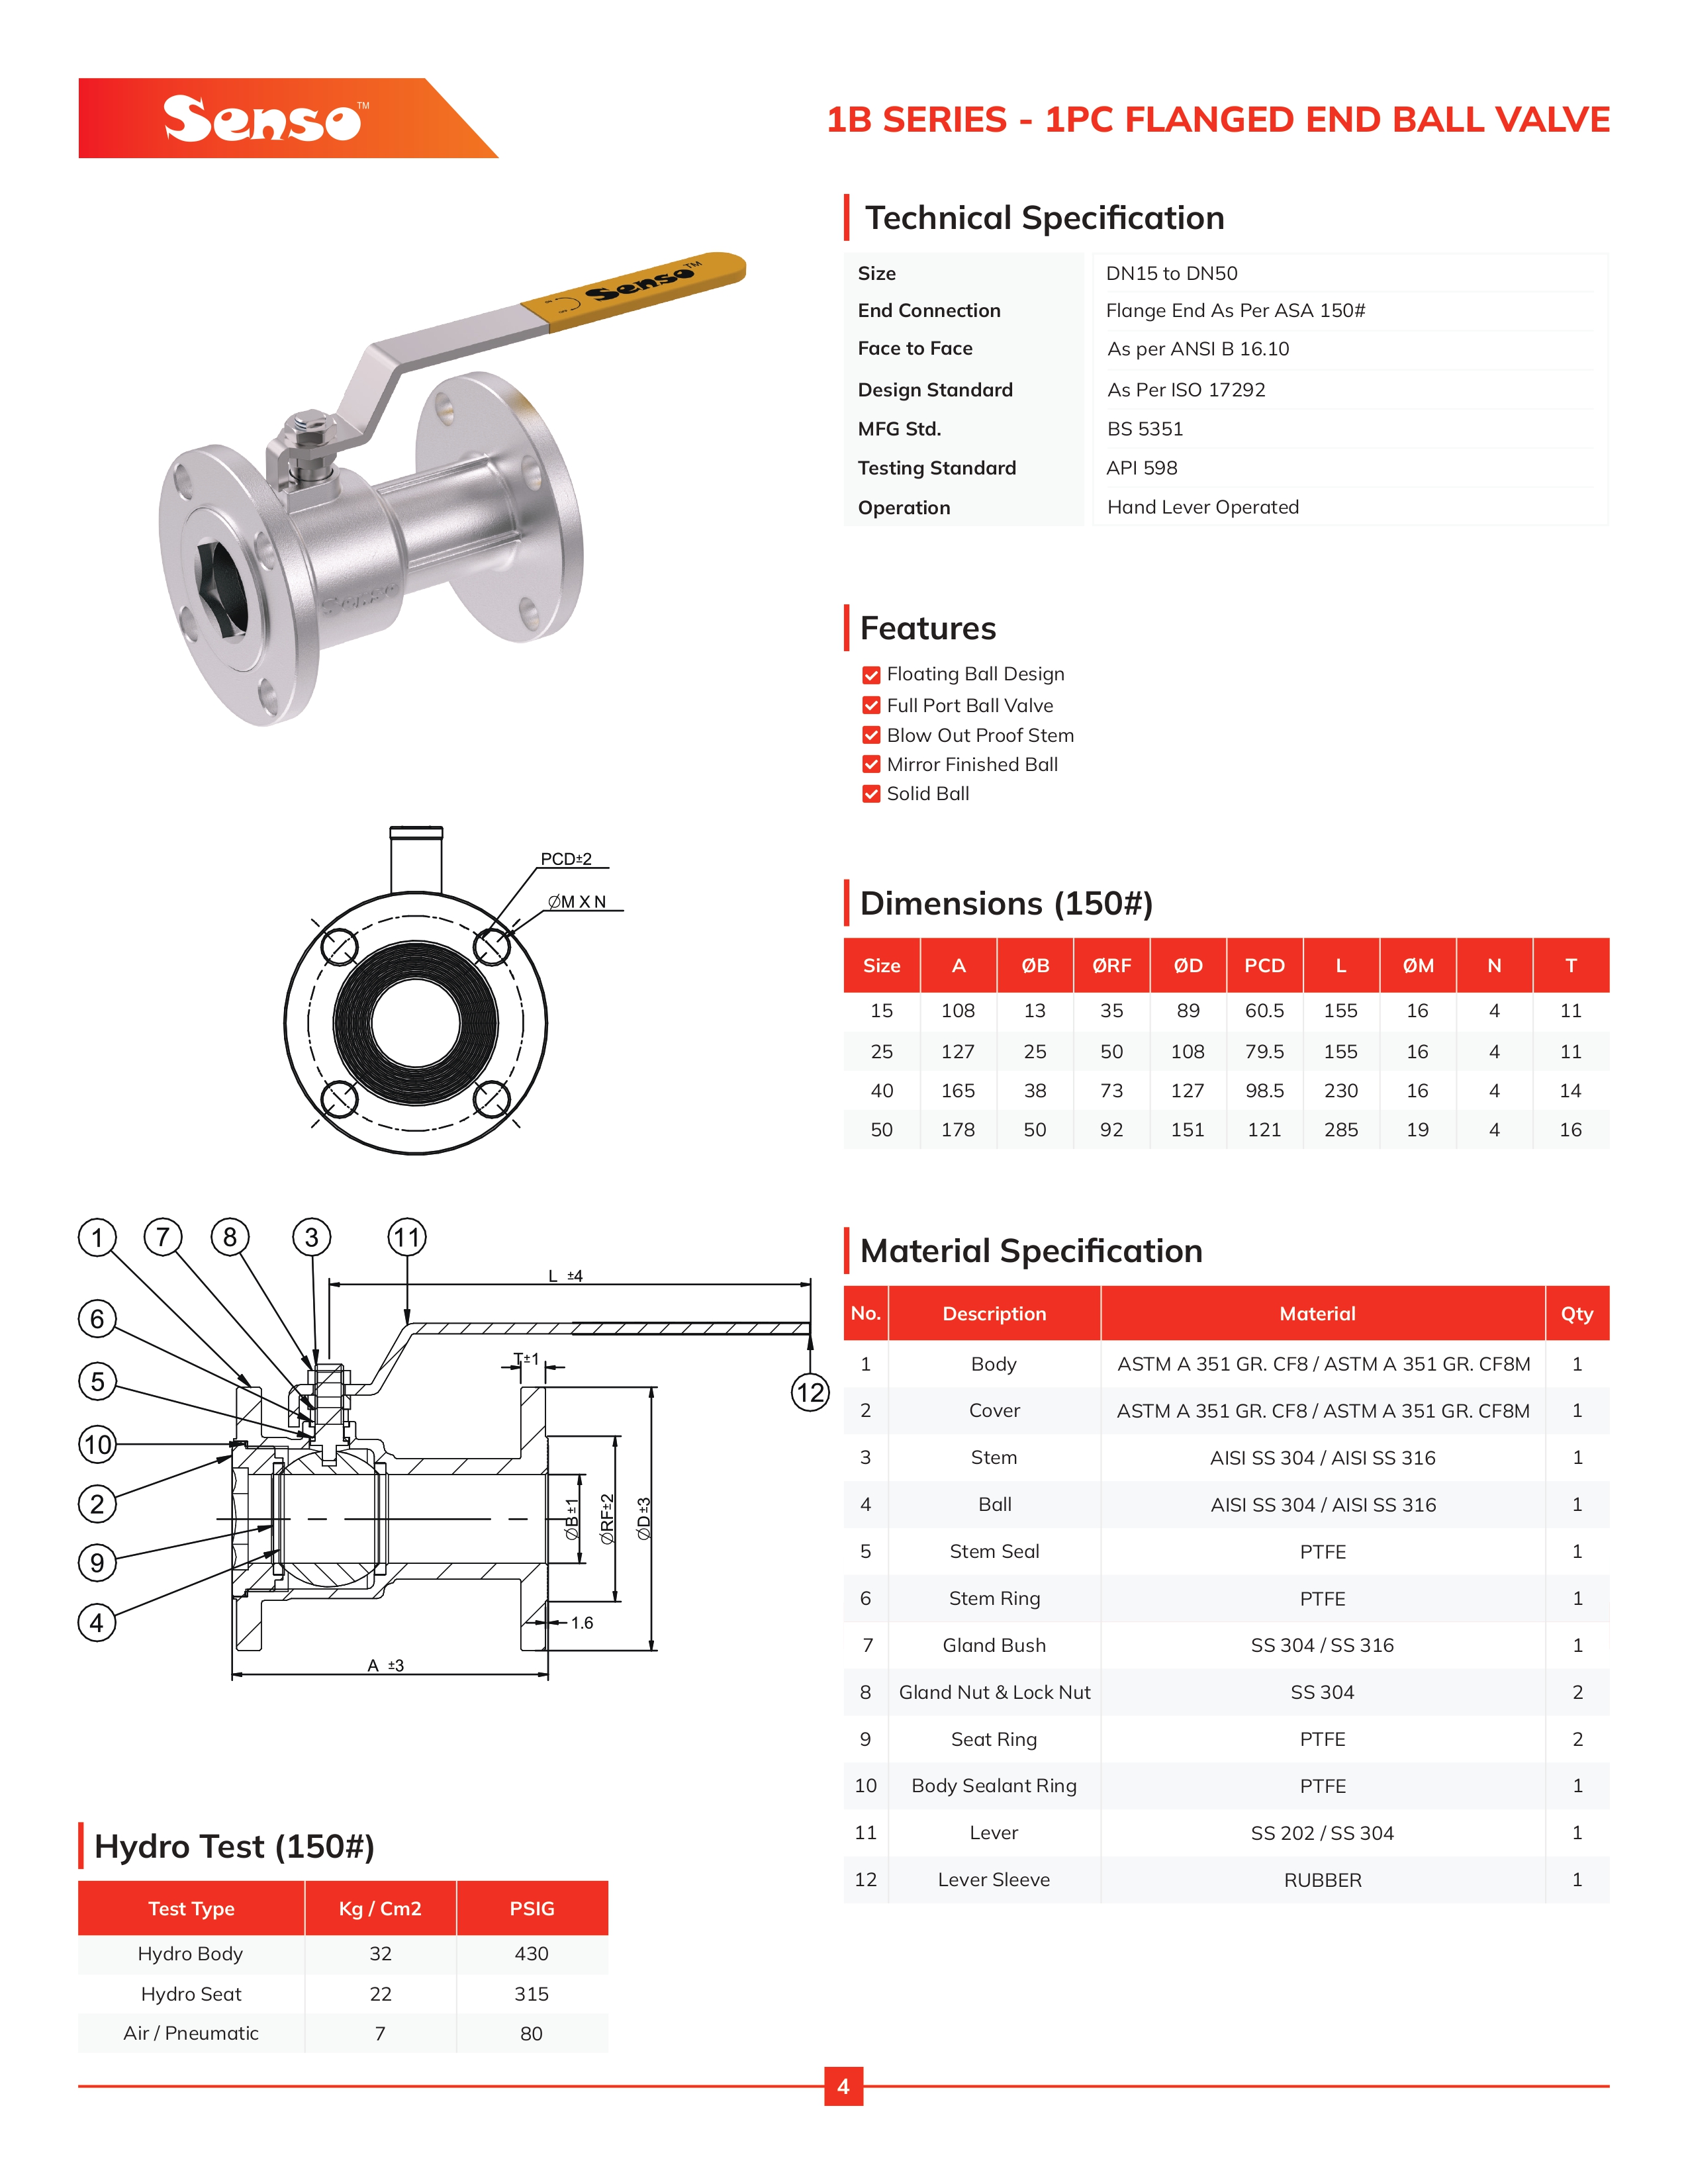 Senso™
1B SERIES - 1PC FLANGED END BALL VALVE
Senso™
Senso
Technical Specification
Size DN15 to DN50
End Connection Flange End As Per ASA 150#
Face to Face As per ANSI B 16.10
Design Standard As Per ISO 17292
MFG Std. BS 5351
Testing Standard API 598
Operation Hand Lever Operated
Features
Floating Ball Design
Full Port Ball Valve
Blow Out Proof Stem
Mirror Finished Ball
Solid Ball
PCD±2
ØM X N
Dimensions (150#)
Size A ØB ØRF ØD PCD L ØM N T
15 108 13 35 89 60.5 155 16 4 11
25 127 25 50 108 79.5 155 16 4 11
40 165 38 73 127 98.5 230 16 4 14
50 178 50 92 151 121 285 19 4 16
1 7 8 3 11
L ±4
6
T±1
5
12
10
2
ØB±1
ØRF±2
ØD±3
9
4
1.6
A ±3
Material Specification
No. Description Material Qty
1 Body ASTM A 351 GR. CF8 / ASTM A 351 GR. CF8M 1
2 Cover ASTM A 351 GR. CF8 / ASTM A 351 GR. CF8M 1
3 Stem AISI SS 304 / AISI SS 316 1
4 Ball AISI SS 304 / AISI SS 316 1
5 Stem Seal PTFE 1
6 Stem Ring PTFE 1
7 Gland Bush SS 304 / SS 316 1
8 Gland Nut & Lock Nut SS 304 2
9 Seat Ring PTFE 2
10 Body Sealant Ring PTFE 1
11 Lever SS 202 / SS 304 1
12 Lever Sleeve RUBBER 1
Hydro Test (150#)
Test Type Kg / Cm2 PSIG
Hydro Body 32 430
Hydro Seat 22 315
Air / Pneumatic 7 80
4